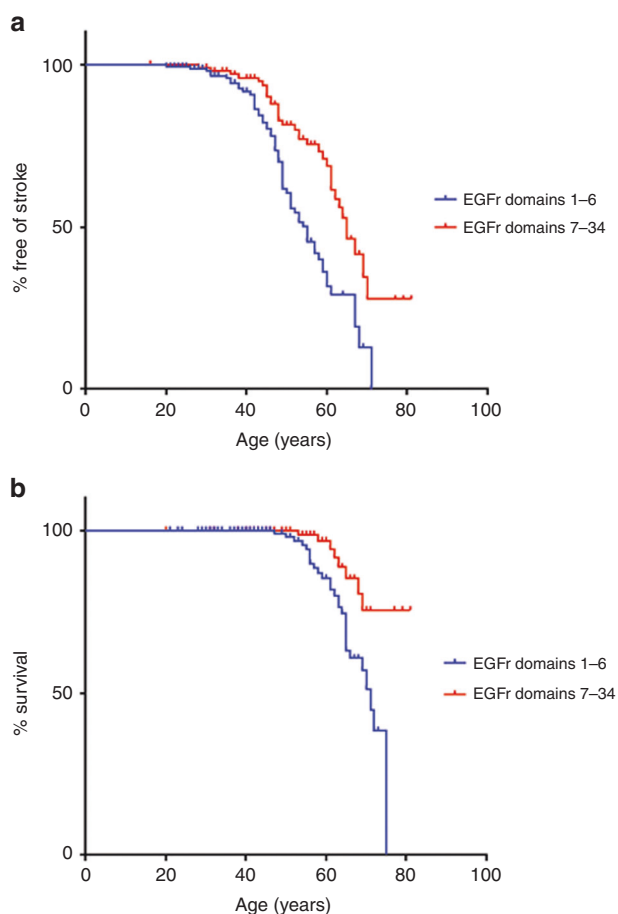 a
100
50
0
% free of stroke
0 20 40 60 80 100
Age (years)
EGFr domains 1–6
EGFr domains 7–34
b
100
50
0
% survival
0 20 40 60 80 100
Age (years)
EGFr domains 1–6
EGFr domains 7–34